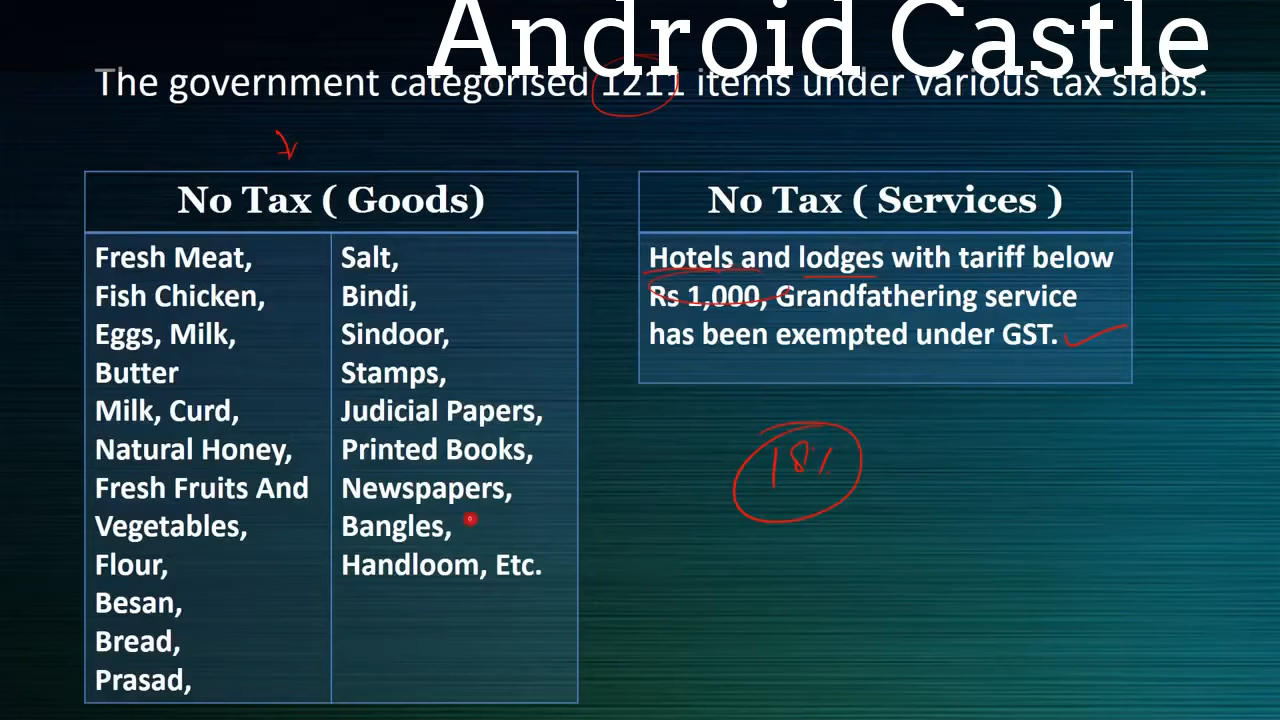 Android Castle
The government categorised 1211 items under various tax slabs.
No Tax ( Goods)
Fresh Meat,
Fish Chicken,
Eggs, Milk,
Butter
Milk, Curd,
Natural Honey,
Fresh Fruits And
Vegetables,
Flour,
Besan,
Bread,
Prasad,
Salt,
Bindi,
Sindoor,
Stamps,
Judicial Papers,
Printed Books,
Newspapers,
Bangles,
Handloom, Etc.
No Tax ( Services )
Hotels and lodges with tariff below
Rs 1,000, Grandfathering service
has been exempted under GST.
18%